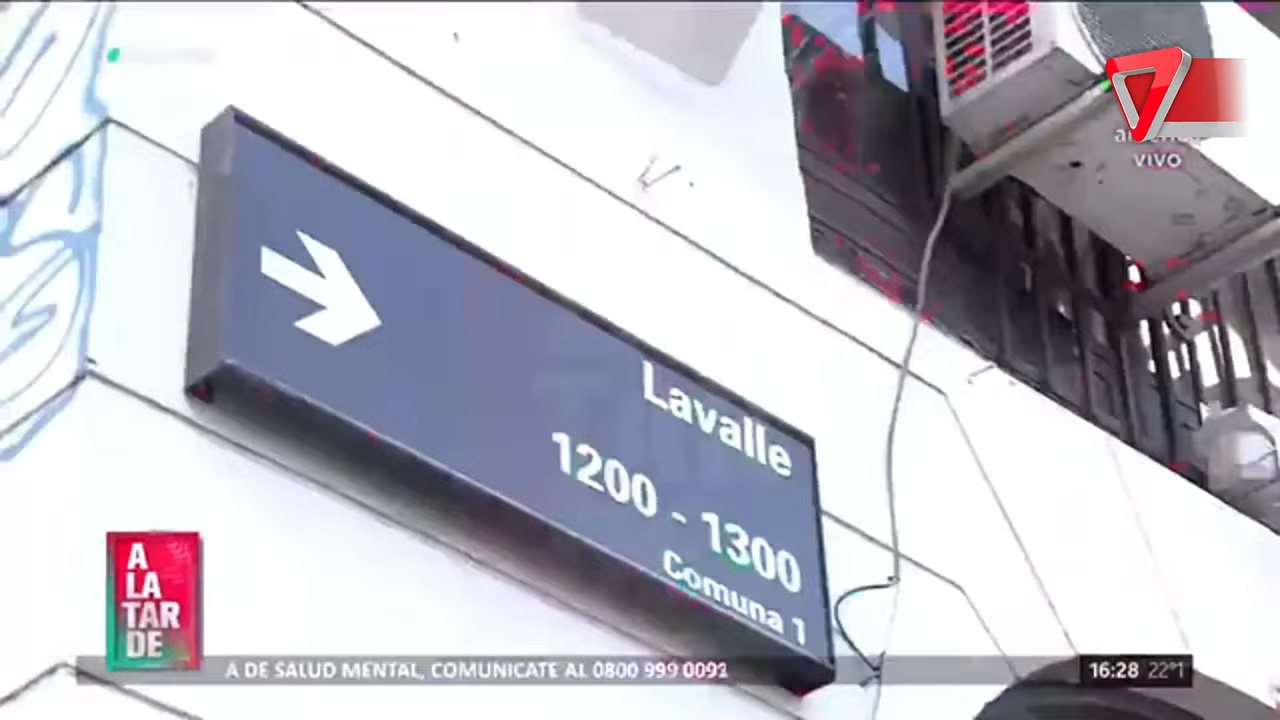 VIVO
Lavalle
1200 - 1300
Comuna 1
A
LA
TAR
DE
A DE SALUD MENTAL, COMUNICATE AL 0800 999 0091
16:28 22°1